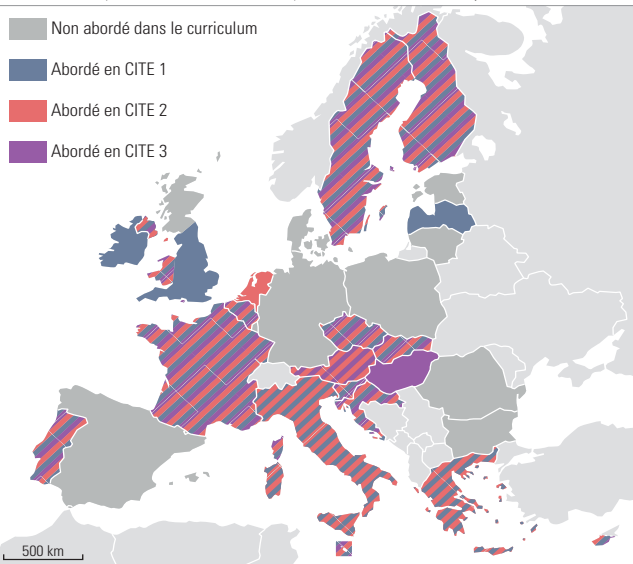 Non abordé dans le curriculum
Abordé en CITE 1
Abordé en CITE 2
Abordé en CITE 3
500 km